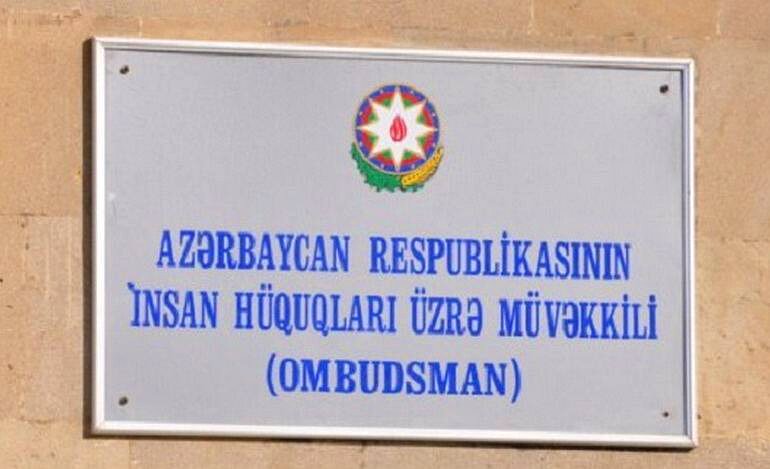 AZƏRBAYCAN RESPUBLİKASININ
İNSAN HÜQUQLARI ÜZRƏ MÜVƏKKİLİ
(OMBUDSMAN)